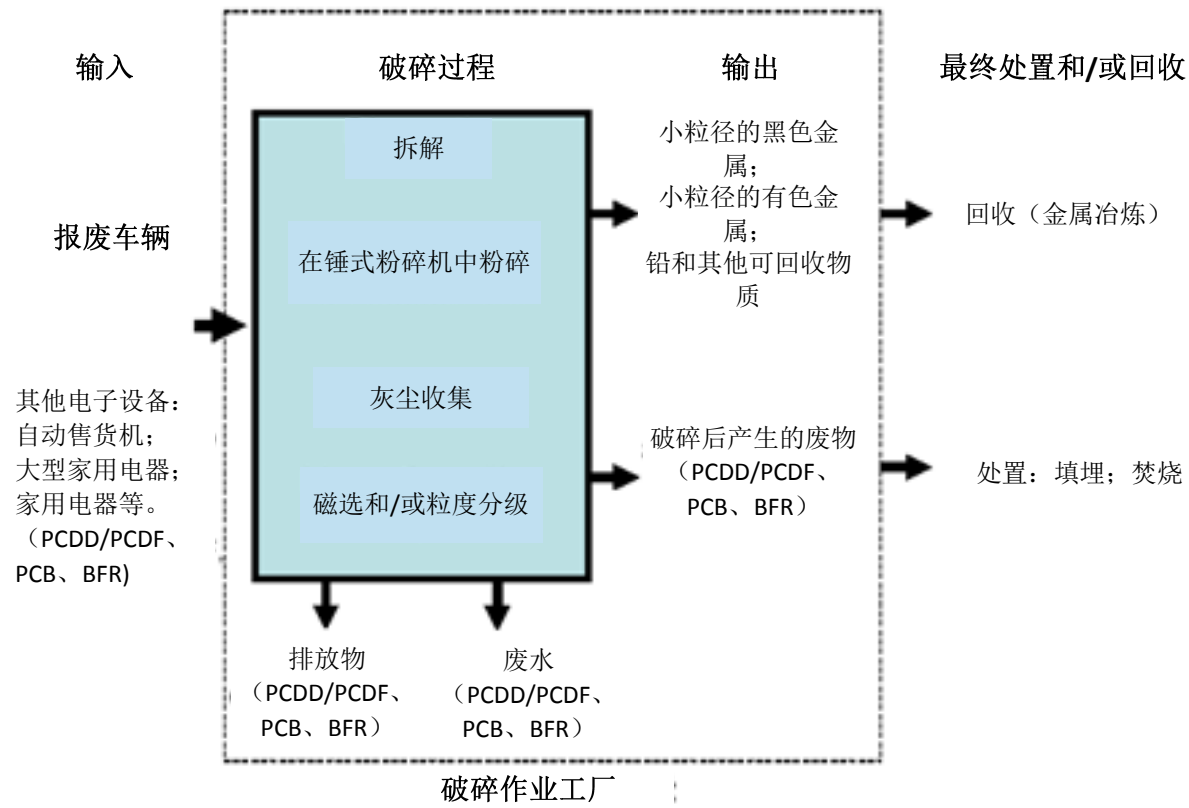 输入
破碎过程
输出
最终处置和/或回收
报废车辆
其他电子设备：
自动售货机；
大型家用电器；
家用电器等。
（PCDD/PCDF、
PCB、BFR)
拆解
在锤式粉碎机中粉碎
灰尘收集
磁选和/或粒度分级
小粒径的黑色金
属；
小粒径的有色金
属；
铅和其他可回收物
质
回收（金属冶炼）
破碎后产生的废物
（PCDD/PCDF、
PCB、BFR）
处置：填埋；焚烧
排放物
（PCDD/PCDF、
PCB、BFR）
废水
（PCDD/PCDF、
PCB、BFR）
破碎作业工厂